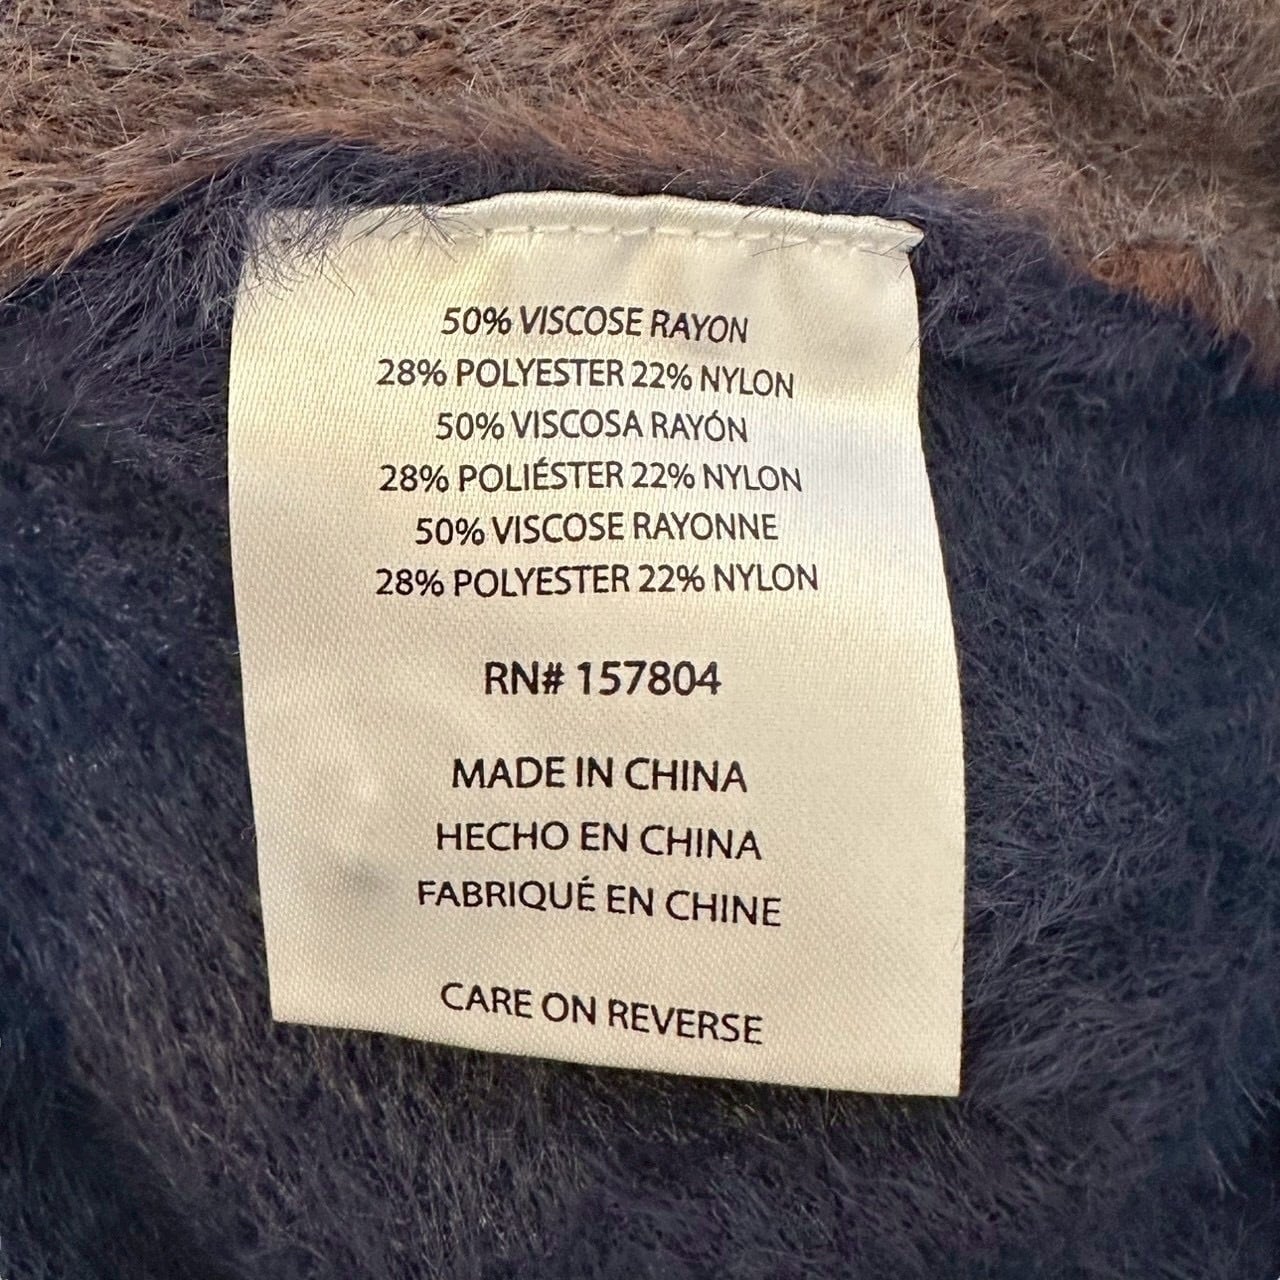 50% VISCOSE RAYON
28% POLYESTER 22% NYLON
50% VISCOSA RAYÓN
28% POLIÉSTER 22% NYLON
50% VISCOSE RAYONNE
28% POLYESTER 22% NYLON
RN# 157804
MADE IN CHINA
HECHO EN CHINA
FABRIQUÉ EN CHINE
CARE ON REVERSE